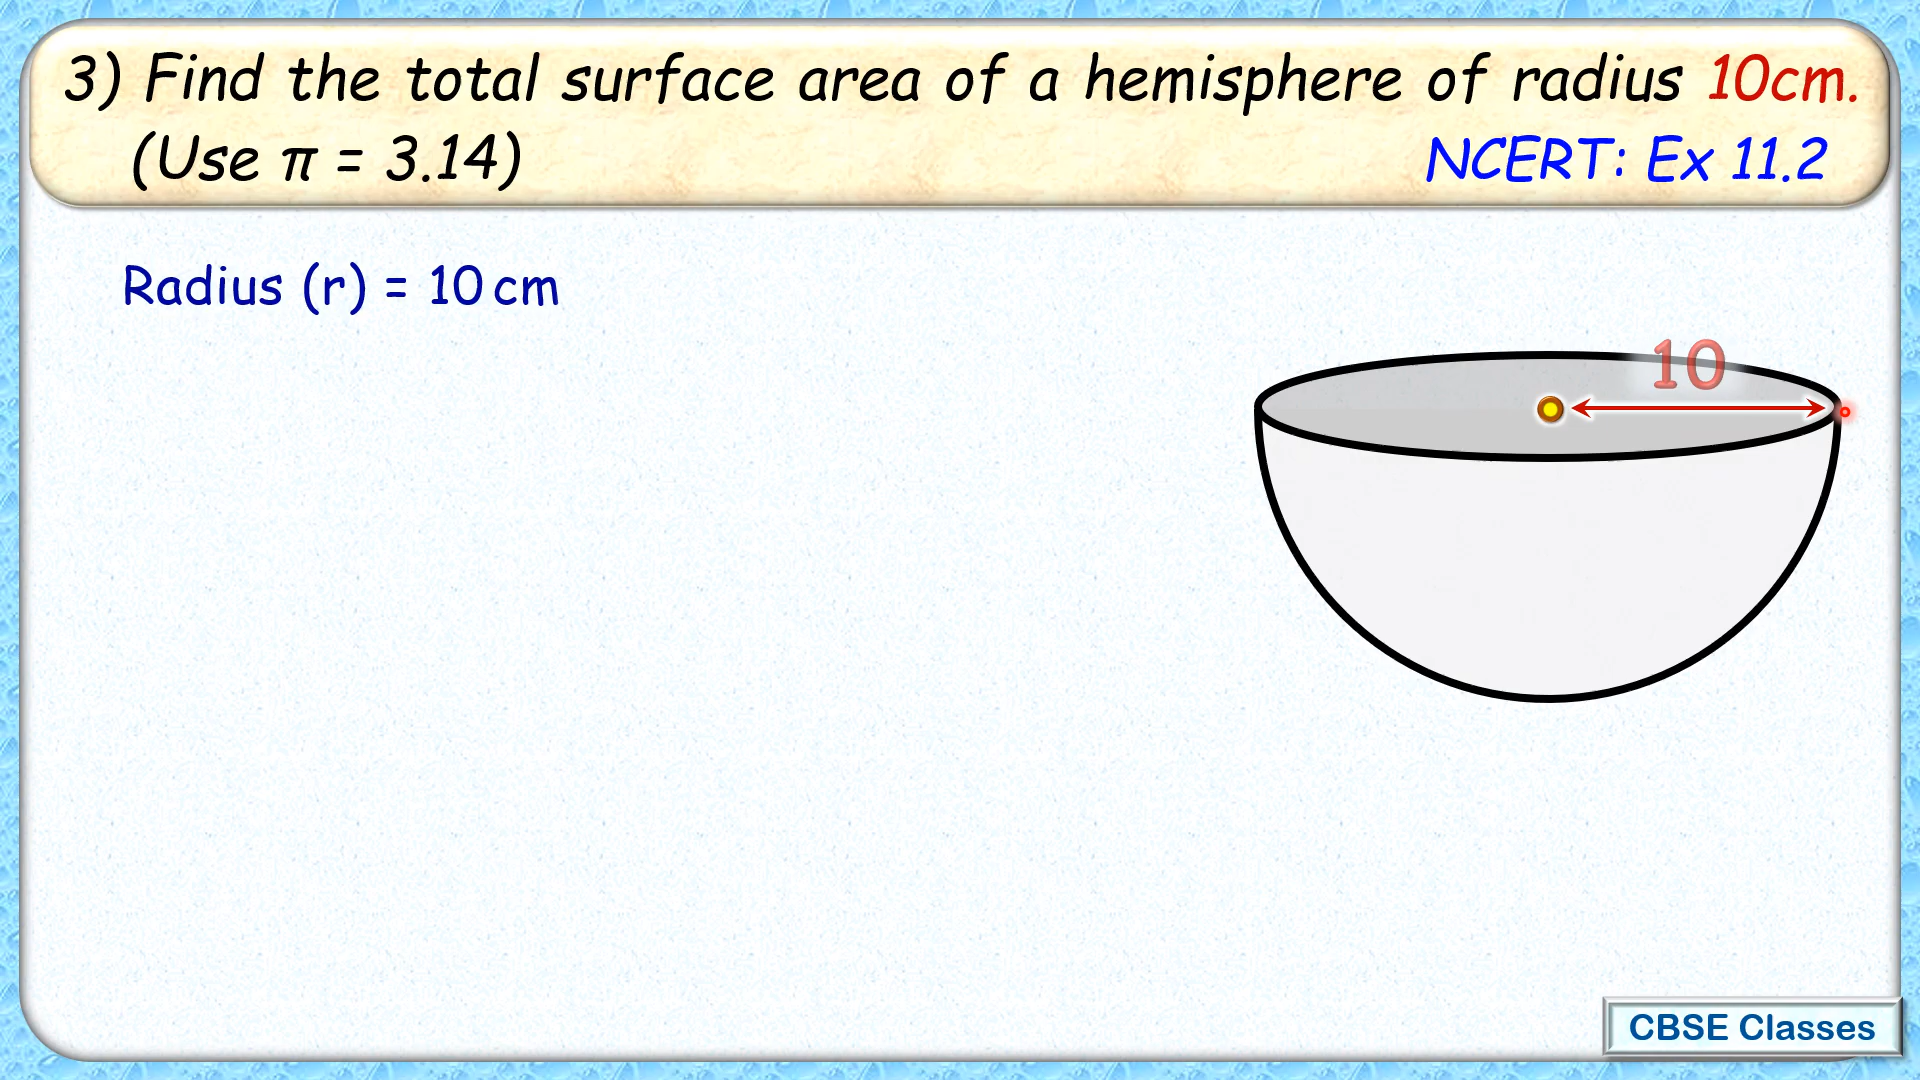 3) Find the total surface area of a hemisphere of radius 10cm.
(Use π = 3.14) NCERT: Ex 11.2
Radius (r) = 10 cm
10
CBSE Classes